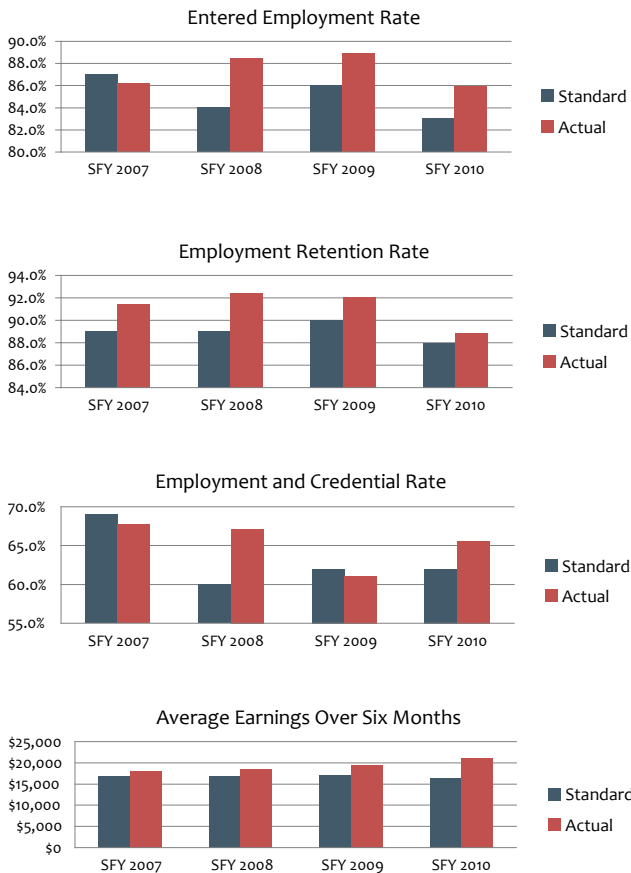 Entered Employment Rate
90.0%
88.0%
86.0%
84.0%
82.0%
80.0%
SFY 2007 SFY 2008 SFY 2009 SFY 2010
Standard
Actual
Employment Retention Rate
94.0%
92.0%
90.0%
88.0%
86.0%
84.0%
SFY 2007 SFY 2008 SFY 2009 SFY 2010
Standard
Actual
Employment and Credential Rate
70.0%
65.0%
60.0%
55.0%
SFY 2007 SFY 2008 SFY 2009 SFY 2010
Standard
Actual
Average Earnings Over Six Months
$25,000
$20,000
$15,000
$10,000
$5,000
$0
SFY 2007 SFY 2008 SFY 2009 SFY 2010
Standard
Actual